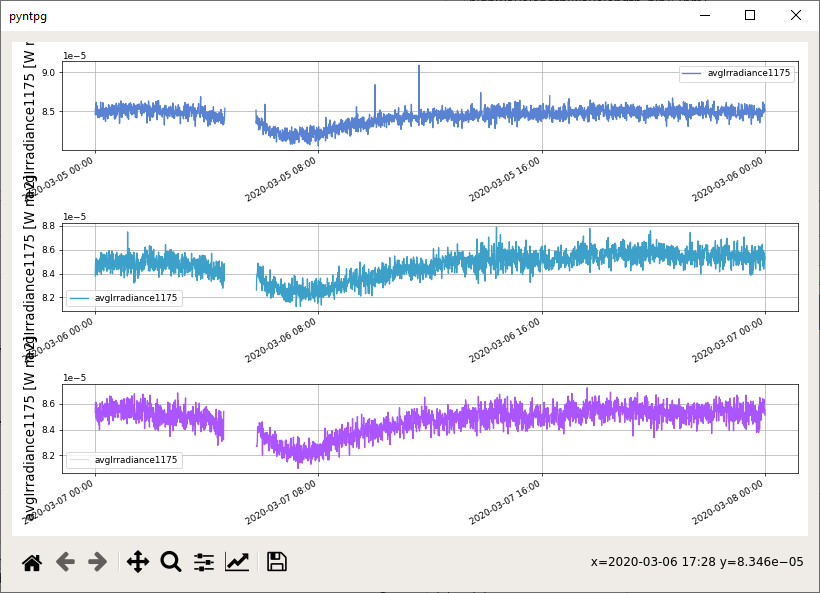 pyntpg
1e−5
avgIrradiance1175
9.0
8.5
avgIrradiance1175 [W m
2020-03-05 00:00
2020-03-05 08:00
2020-03-05 16:00
2020-03-06 00:00
1e−5
8.8
8.6
8.4
8.2
avgIrradiance1175 [W m
avgIrradiance1175
2020-03-06 00:00
2020-03-06 08:00
2020-03-06 16:00
2020-03-07 00:00
1e−5
8.6
8.4
8.2
avgIrradiance1175 [W m
avgIrradiance1175
2020-03-07 00:00
2020-03-07 08:00
2020-03-07 16:00
2020-03-08 00:00
x=2020-03-06 17:28 y=8.346e−05